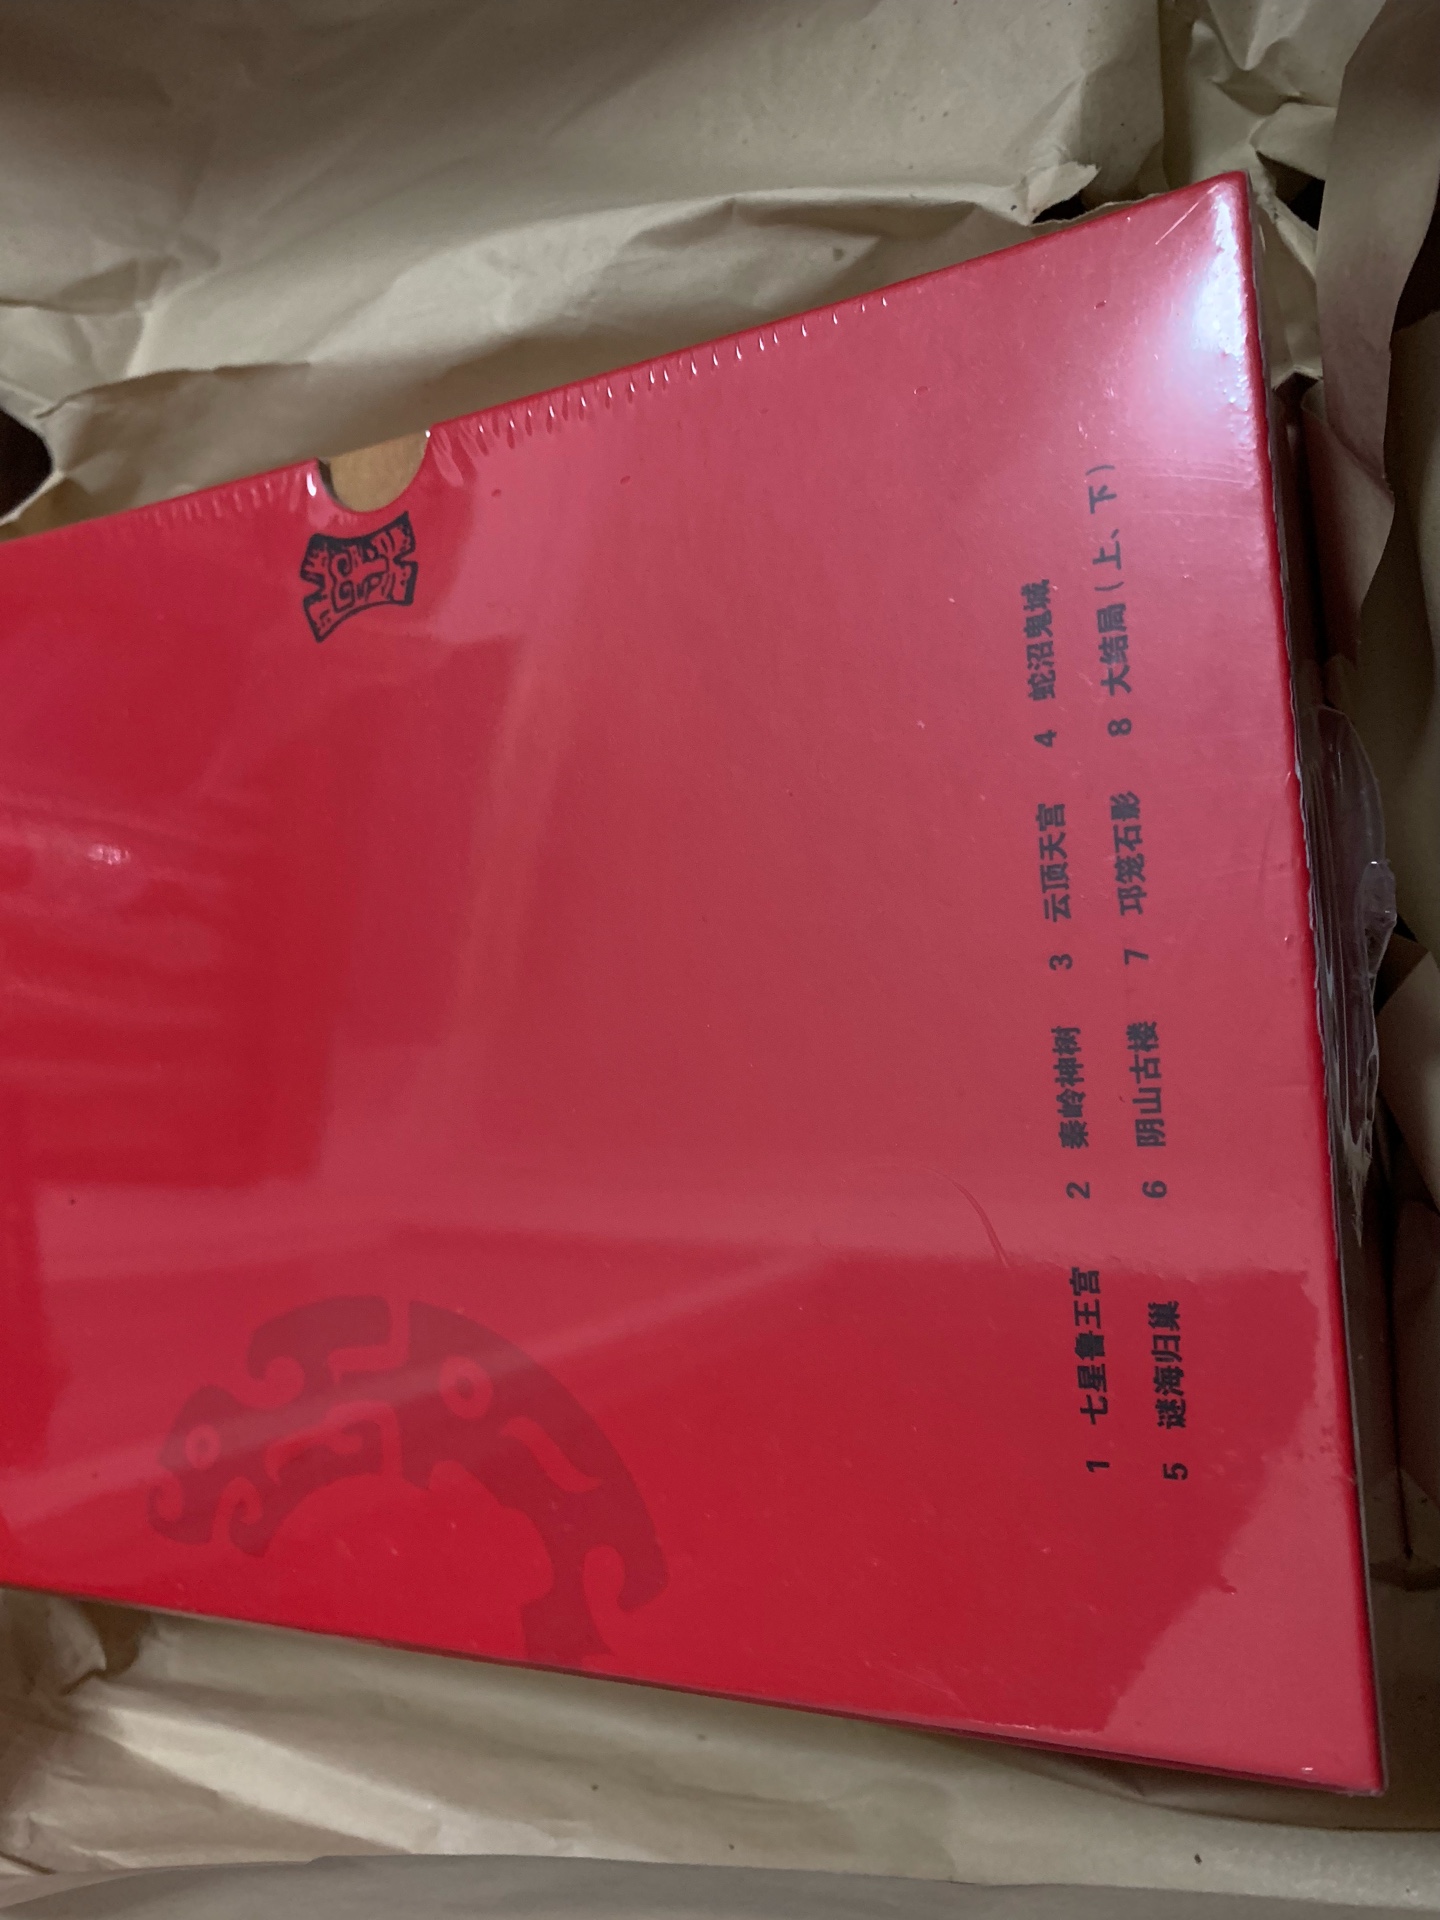 1 七星鲁王宫 2 秦岭神树 3 云顶天宫 4 蛇沼鬼城
5 谜海归巢 6 阴山古楼 7 邛笼石影 8 大结局（上、下）